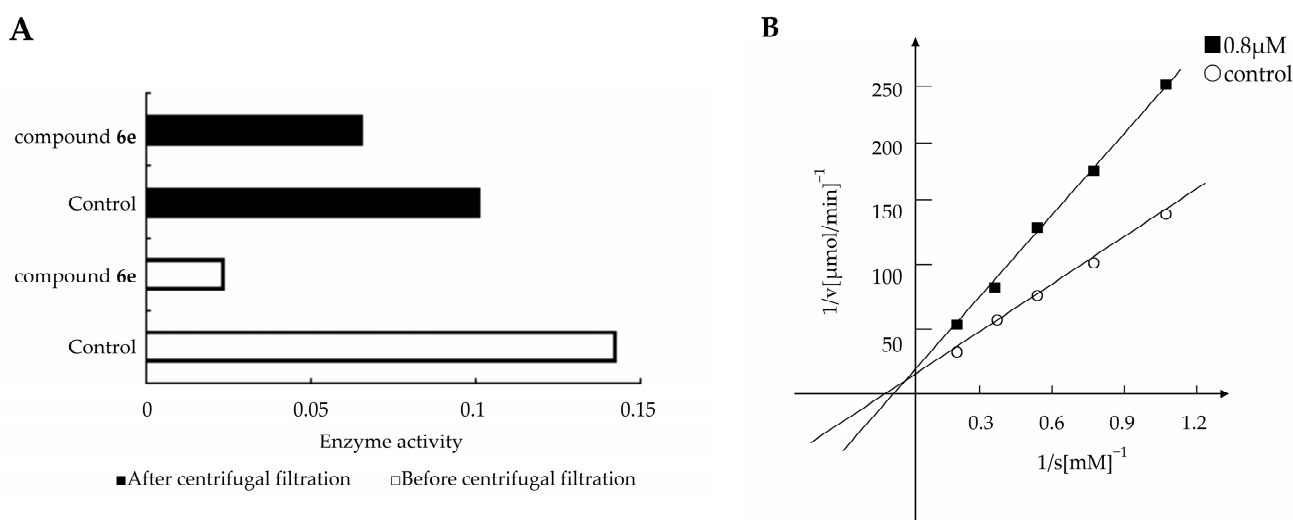 A
compound 6e
Control
compound 6e
Control
0 0.05 0.1 0.15
Enzyme activity
■After centrifugal filtration □Before centrifugal filtration
B
■0.8µM
○control
250
200
150
100
50
1/v[µmol/min]⁻¹
0.3 0.6 0.9 1.2
1/s[mM]⁻¹